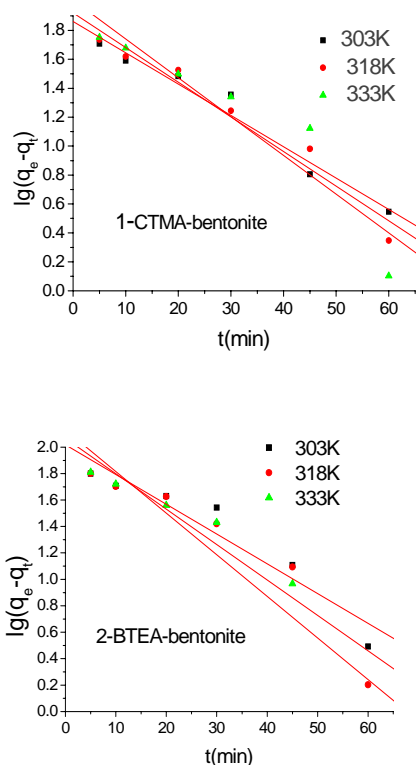 1.8
303K
1.6
318K
1.4
333K
1.2
1.0
0.8
0.6
0.4
1-CTMA-bentonite
0.2
0.0
0 10 20 30 40 50 60
lg(qe-qt)
t(min)
2.0
303K
1.8
318K
1.6
333K
1.4
1.2
1.0
0.8
0.6
0.4
2-BTEA-bentonite
0.2
0.0
0 10 20 30 40 50 60
lg(qe-qt)
t(min)